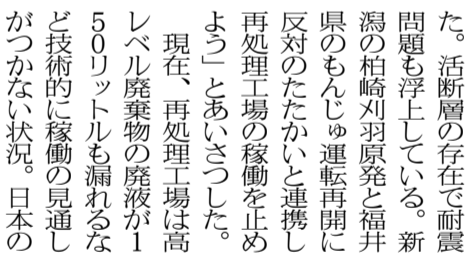 た。活断層の存在で耐震
問題も浮上している。新
潟の柏崎刈羽原発と福井
県のもんじゅ運転再開に
反対のたたかいと連携し
再処理工場の稼働を止め
よう」とあいさつした。
　現在、再処理工場は高
レベル廃棄物の廃液が1
50リットルも漏れるな
ど技術的に稼働の見通し
がつかない状況。日本の